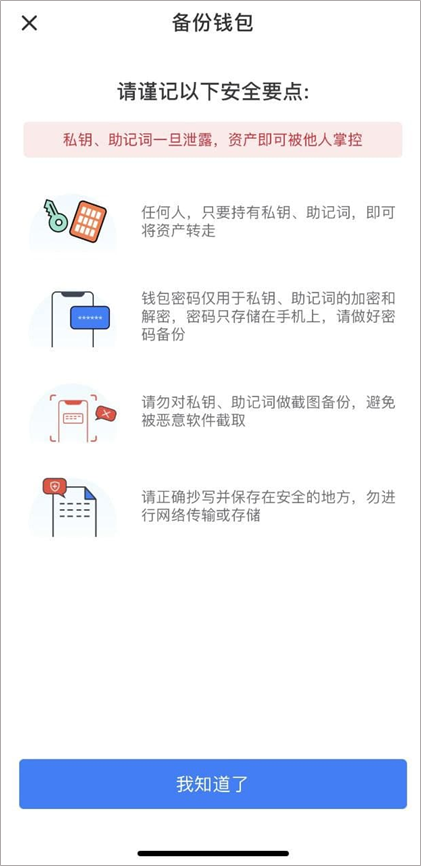 备份钱包
请谨记以下安全要点:
私钥、助记词一旦泄露，资产即可被他人掌控
任何人，只要持有私钥、助记词，即可
将资产转走
钱包密码仅用于私钥、助记词的加密和
解密，密码只存储在手机上，请做好密
码备份
请勿对私钥、助记词做截图备份，避免
被恶意软件截取
请正确抄写并保存在安全的地方，勿进
行网络传输或存储
我知道了